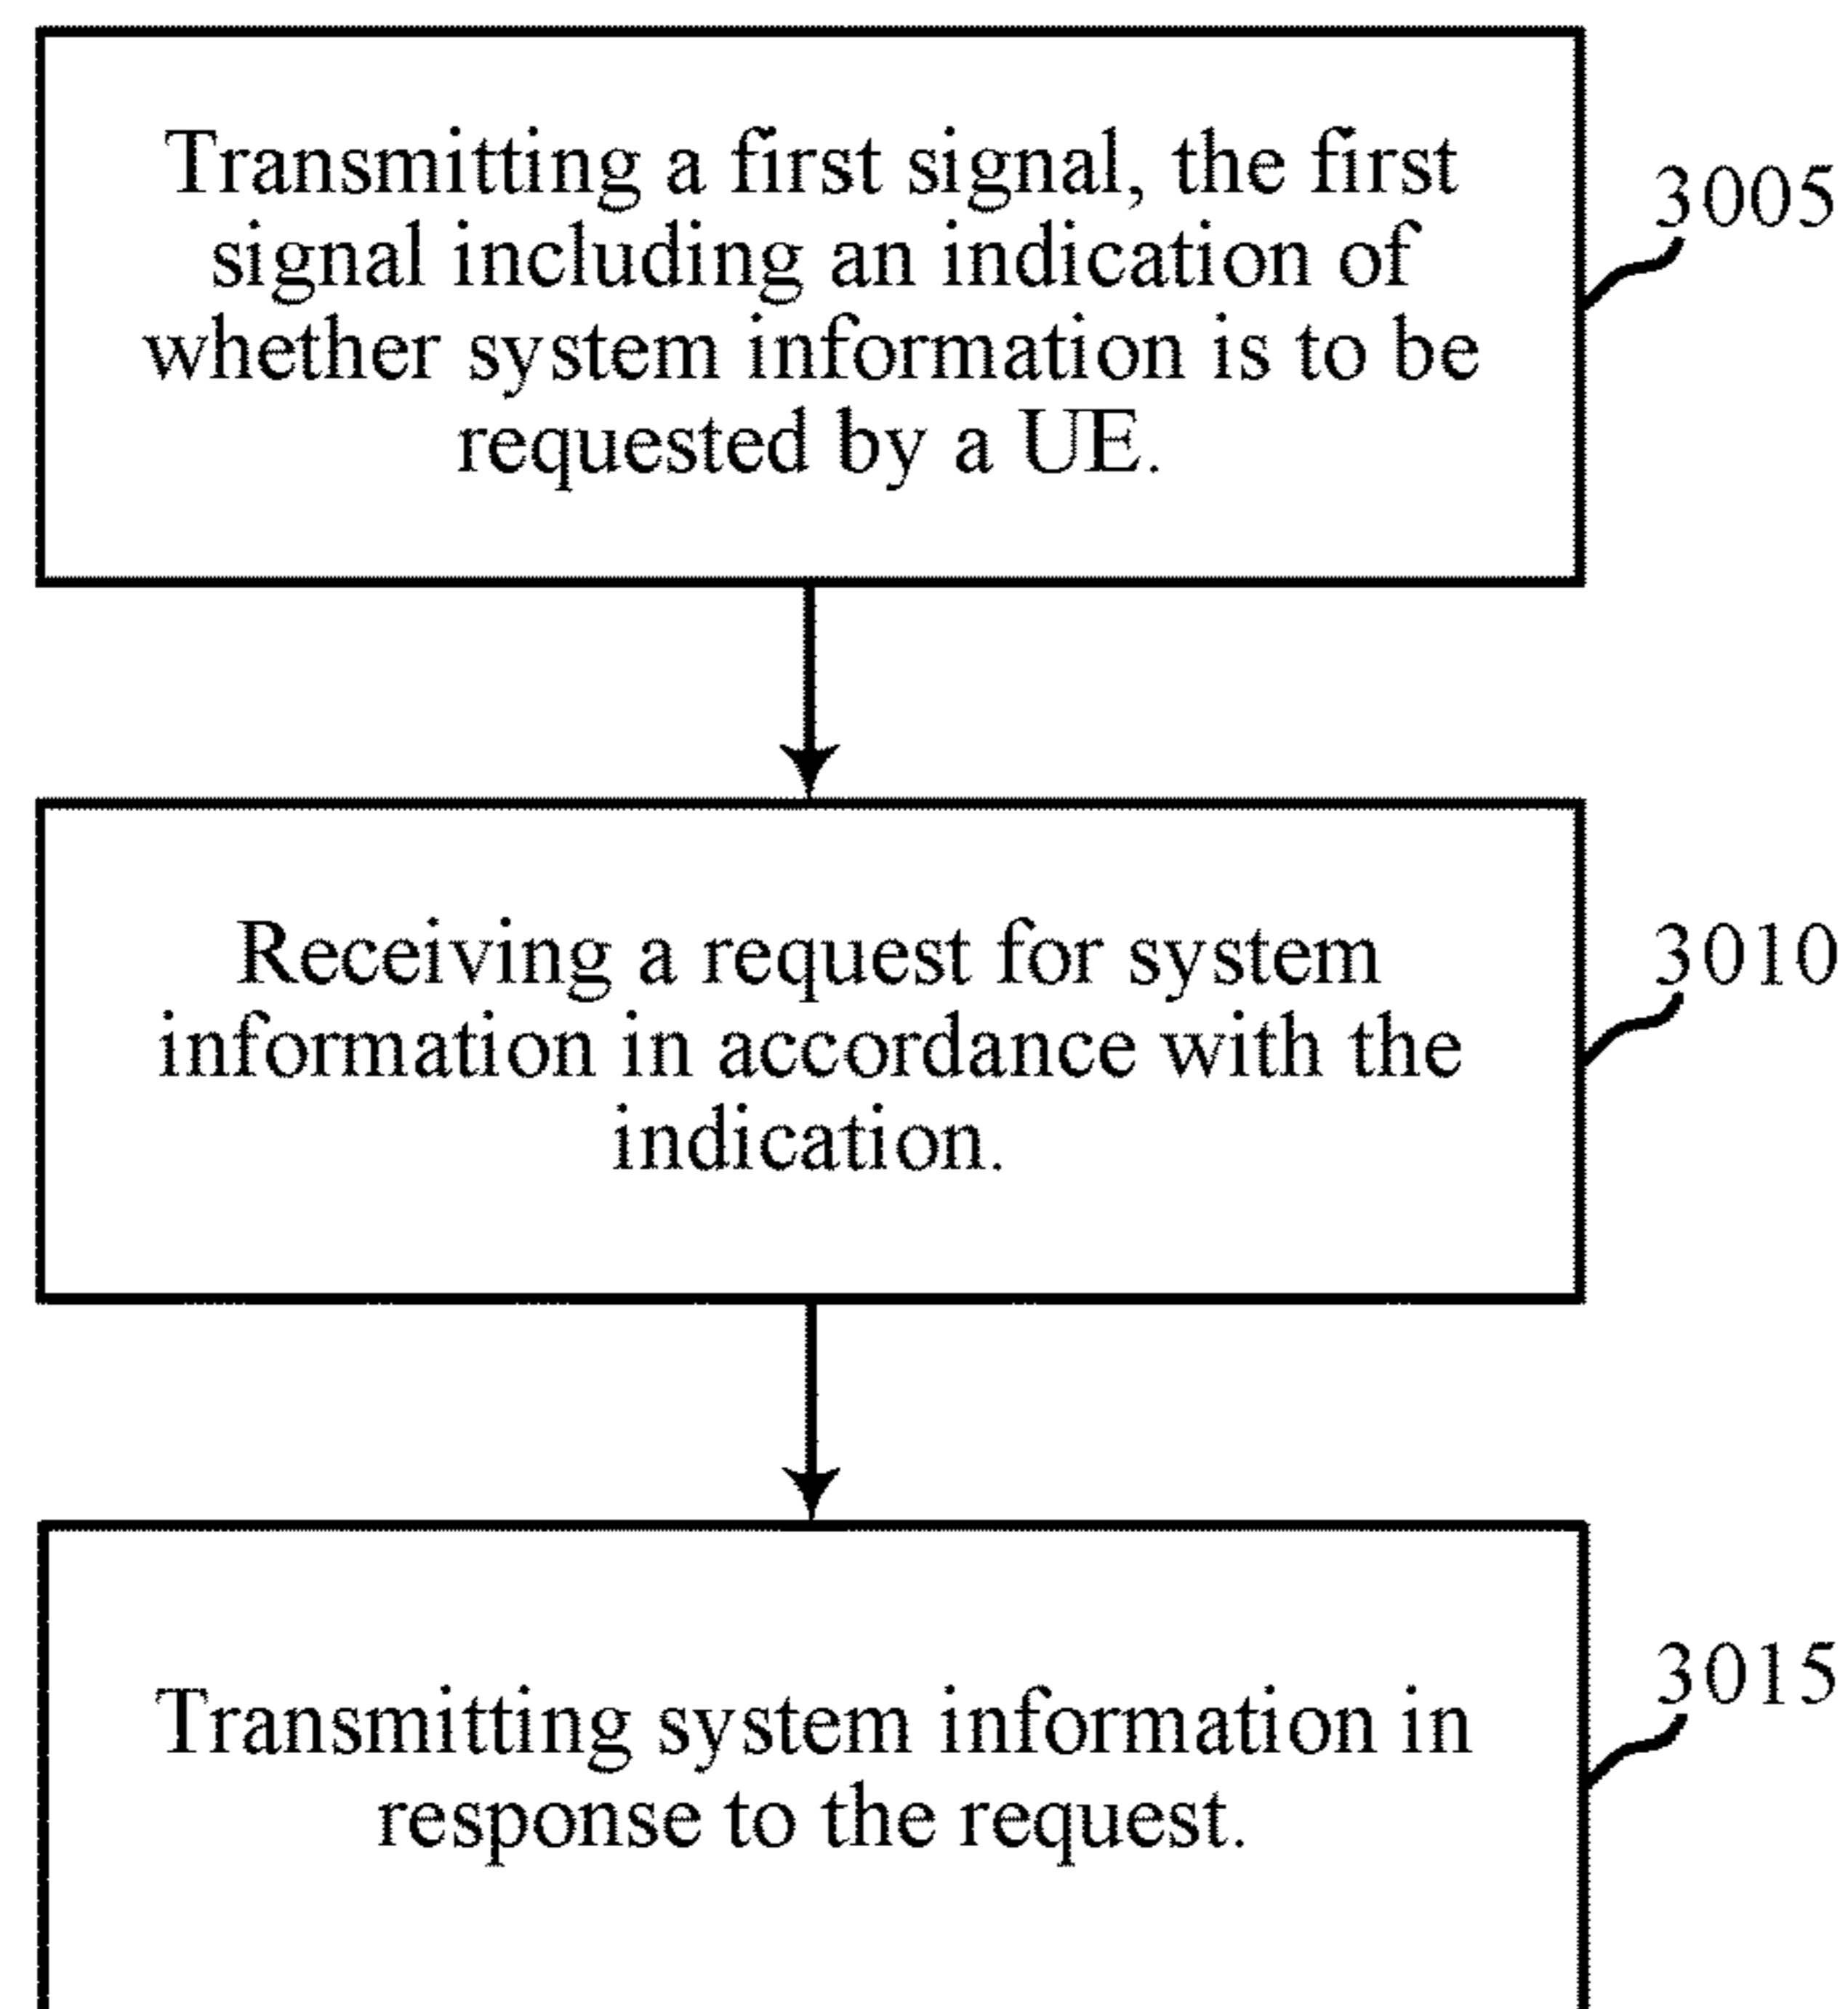 Transmitting a first signal, the first
signal including an indication of
whether system information is to be
requested by a UE.
3005
Receiving a request for system
information in accordance with the
indication.
3010
Transmitting system information in
response to the request.
3015